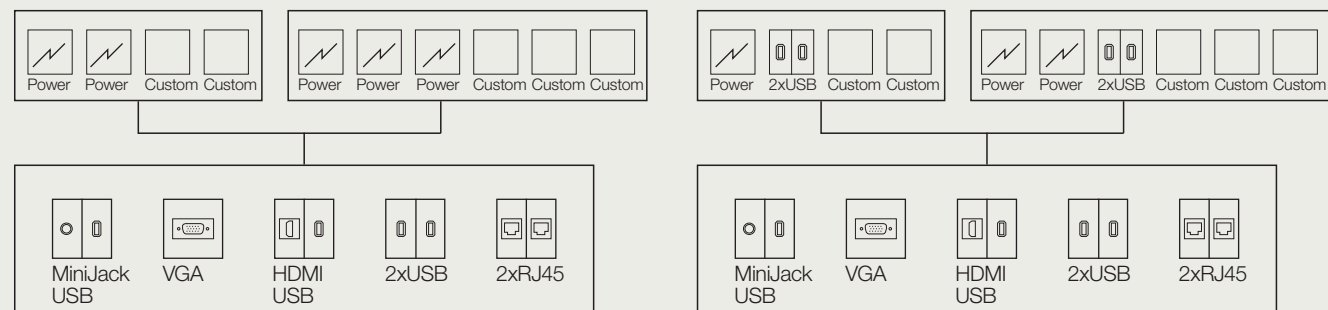 Power Power Custom Custom
Power Power Power Custom Custom Custom
Power 2xUSB Custom Custom
Power Power 2xUSB Custom Custom Custom
MiniJack VGA HDMI 2xUSB 2xRJ45
USB USB
MiniJack VGA HDMI 2xUSB 2xRJ45
USB USB